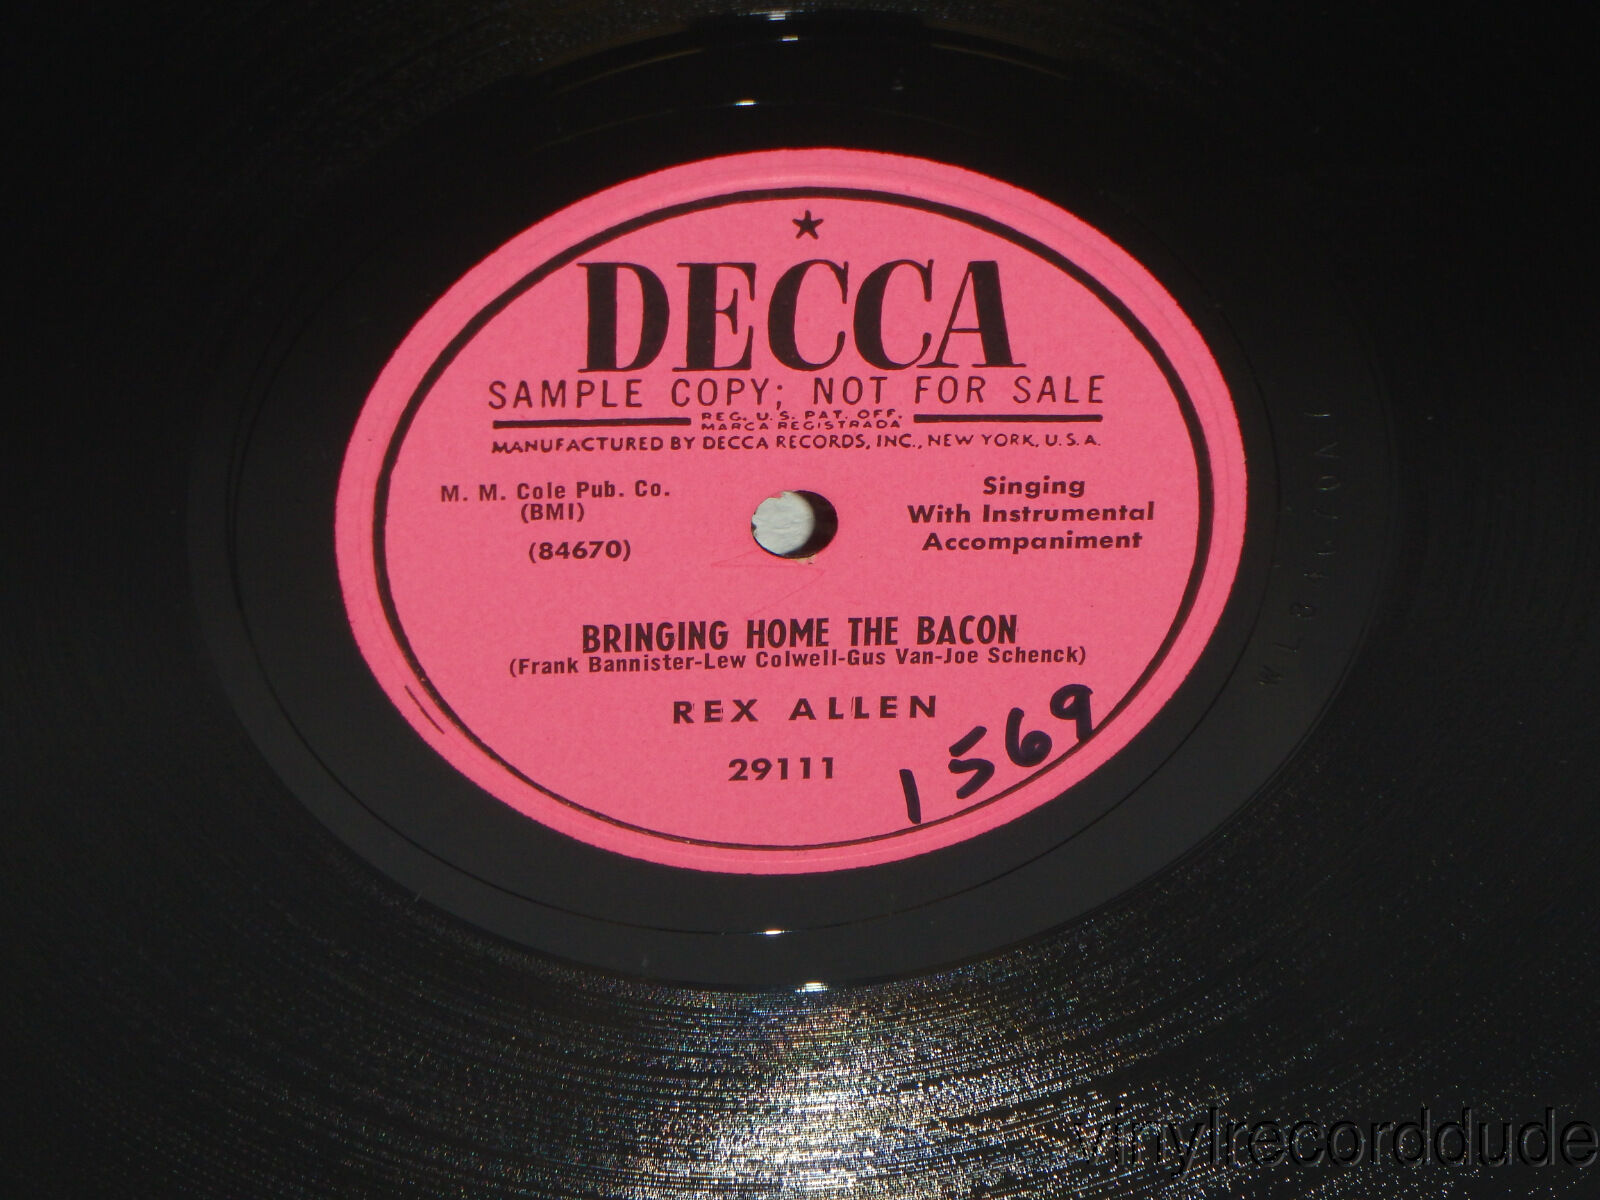 DECCA
SAMPLE COPY; NOT FOR SALE
REG. U. S. PAT. OFF.
MARCA REGISTRADA
MANUFACTURED BY DECCA RECORDS, INC., NEW YORK, U. S. A.
M. M. Cole Pub. Co.
(BMI)
(84670)
Singing
With Instrumental
Accompaniment
BRINGING HOME THE BACON
(Frank Bannister-Lew Colwell-Gus Van-Joe Schenck)
REX ALLEN
29111
1569
vinylrecorddude